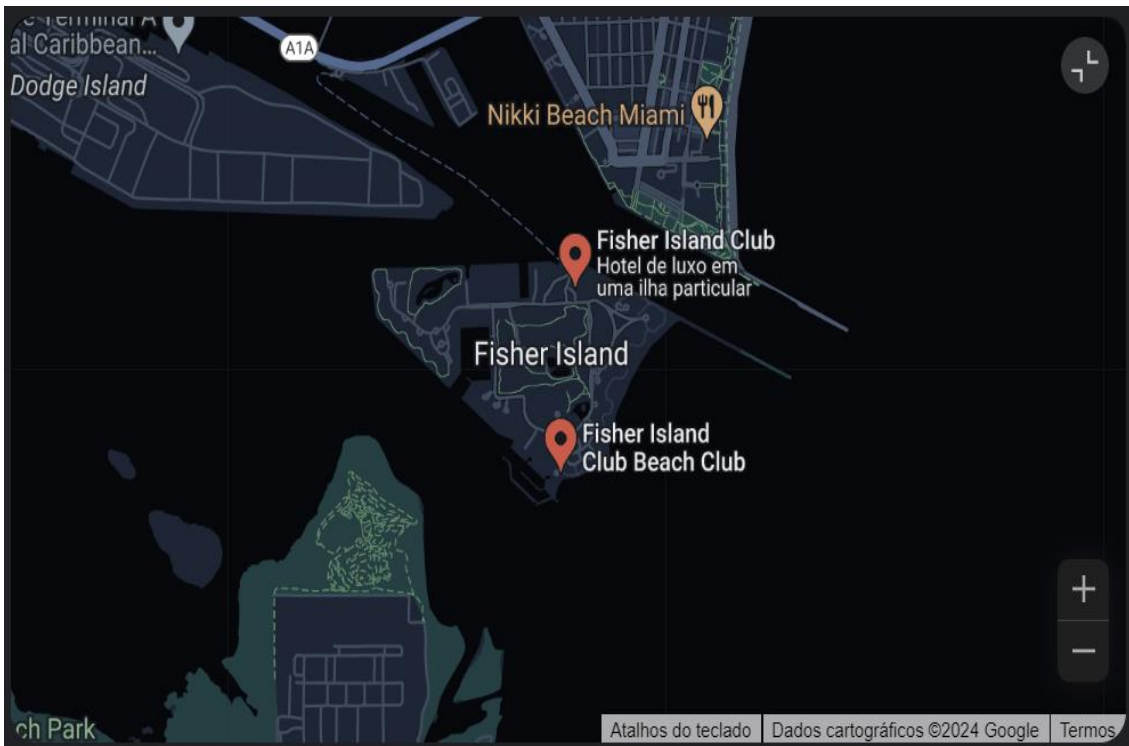 Terminal A
al Caribbean...
Dodge Island
A1A
Nikki Beach Miami
Fisher Island Club
Hotel de luxo em
uma ilha particular
Fisher Island
Fisher Island
Club Beach Club
ch Park
Atalhos do teclado
Dados cartográficos ©2024 Google
Termos